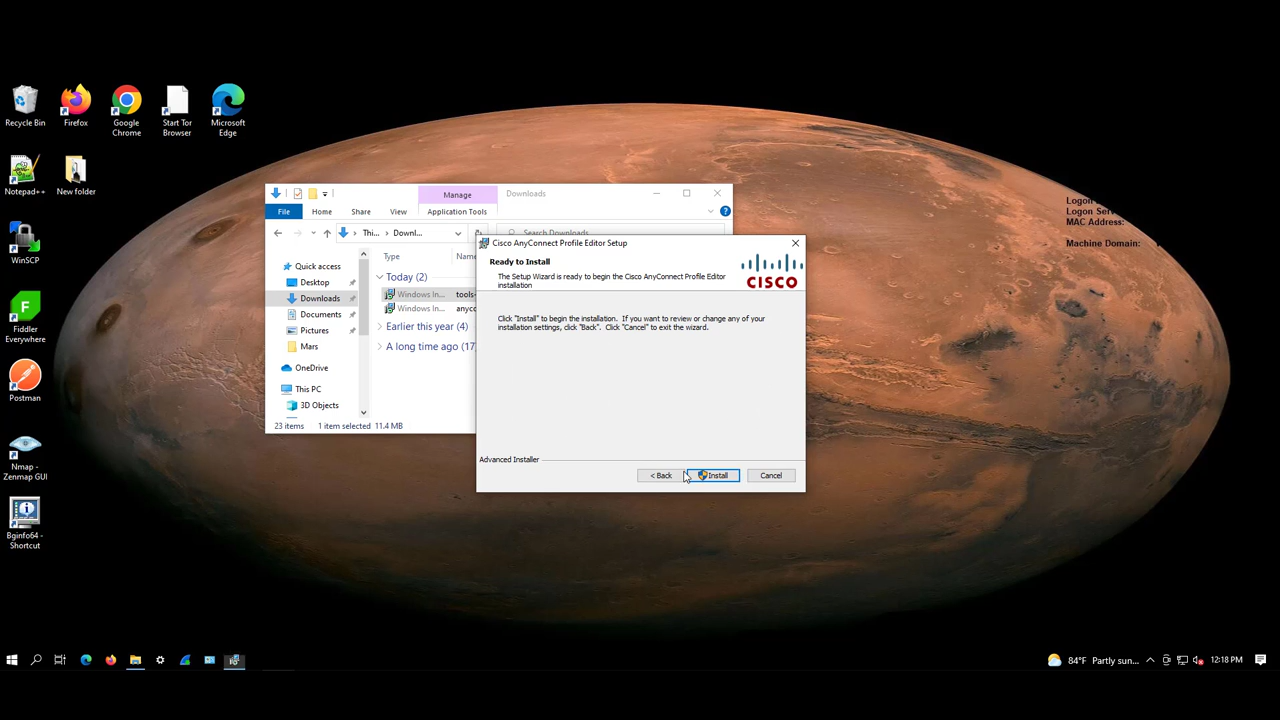 Recycle Bin
Firefox
Google
Chrome
Start Tor
Browser
Microsoft
Edge
Notepad++
New folder
WinSCP
Fiddler
Everywhere
Postman
Nmap -
Zenmap GUI
Bginfo64 -
Shortcut
Manage
Downloads
File
Home
Share
View
Application Tools
Thi...
Downl...
Search Downloads
Quick access
Desktop
Downloads
Documents
Pictures
Mars
OneDrive
This PC
3D Objects
Type
Today (2)
Windows In...
tools-
Windows In...
anyco
Earlier this year (4)
A long time ago (17)
23 items
1 item selected
11.4 MB
Cisco AnyConnect Profile Editor Setup
Ready to Install
The Setup Wizard is ready to begin the Cisco AnyConnect Profile Editor
installation
CISCO
Click "Install" to begin the installation. If you want to review or change any of your
installation settings, click "Back". Click "Cancel" to exit the wizard.
Advanced Installer
< Back
Install
Cancel
Logon
Logon
MAC Address:
Machine Domain:
84°F Partly sun...
12:18 PM